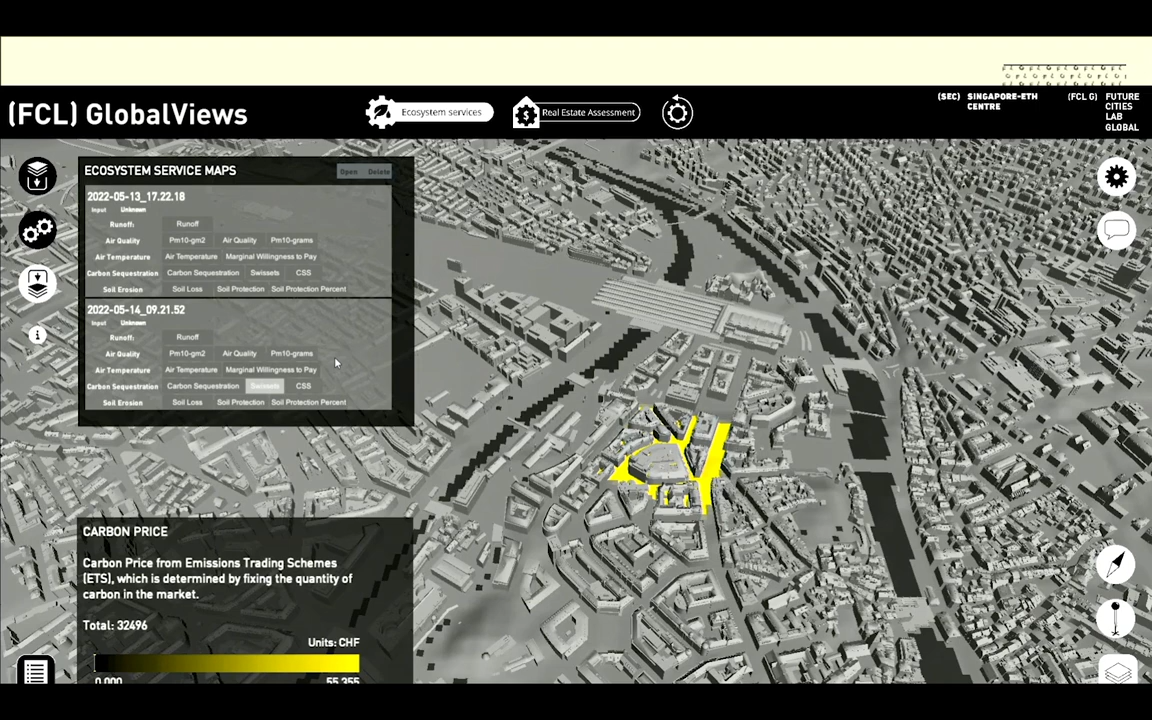 (FCL) GlobalViews
Ecosystem services
Real Estate Assessment
(SEC) SINGAPORE-ETH CENTRE
(FCL G) FUTURE CITIES LAB GLOBAL
ECOSYSTEM SERVICE MAPS
Open Delete
2022-05-13_17.22.18
Input Unknown
Runoff: Runoff
Air Quality Pm10-gm2 Air Quality Pm10-grams
Air Temperature Air Temperature Marginal Willingness to Pay
Carbon Sequestration Carbon Sequestration Swissets CSS
Soil Erosion: Soil Loss Soil Protection Soil Protection Percent
2022-05-14_09.21.52
Input Unknown
Runoff: Runoff
Air Quality Pm10-gm2 Air Quality Pm10-grams
Air Temperature Air Temperature Marginal Willingness to Pay
Carbon Sequestration Carbon Sequestration Swissets CSS
Soil Erosion: Soil Loss Soil Protection Soil Protection Percent
CARBON PRICE
Carbon Price from Emissions Trading Schemes
(ETS), which is determined by fixing the quantity of
carbon in the market.
Total: 32496
Units: CHF
0.000 55.355